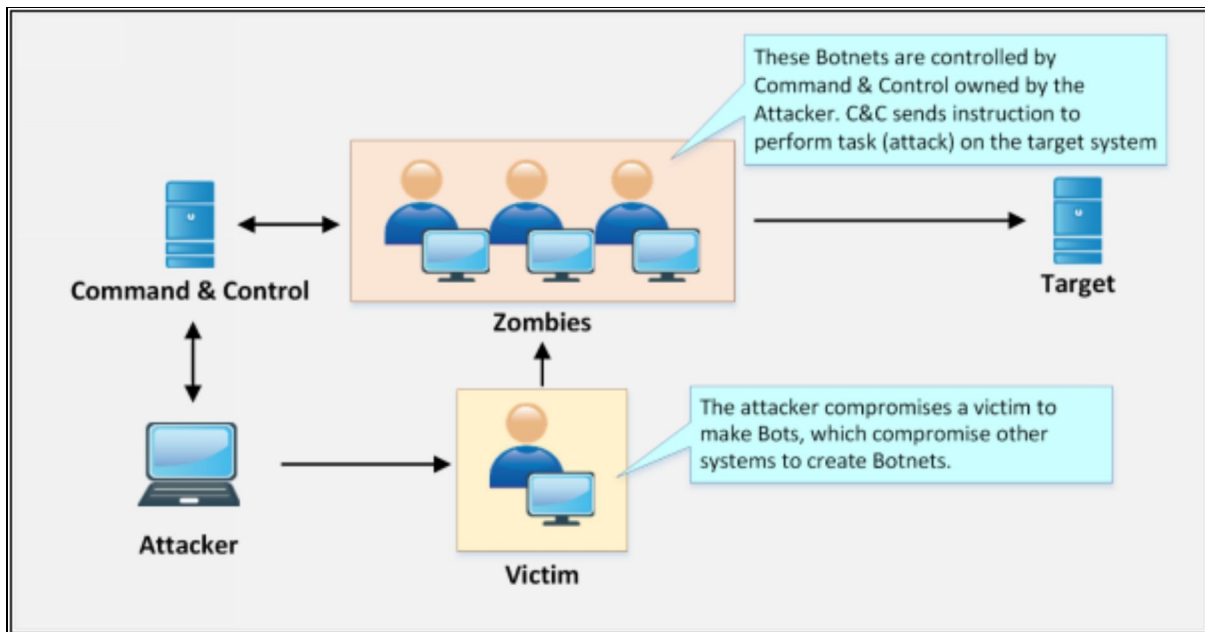 These Botnets are controlled by
Command & Control owned by the
Attacker. C&C sends instruction to
perform task (attack) on the target system
Command & Control
Zombies
Target
The attacker compromises a victim to
make Bots, which compromise other
systems to create Botnets.
Attacker
Victim